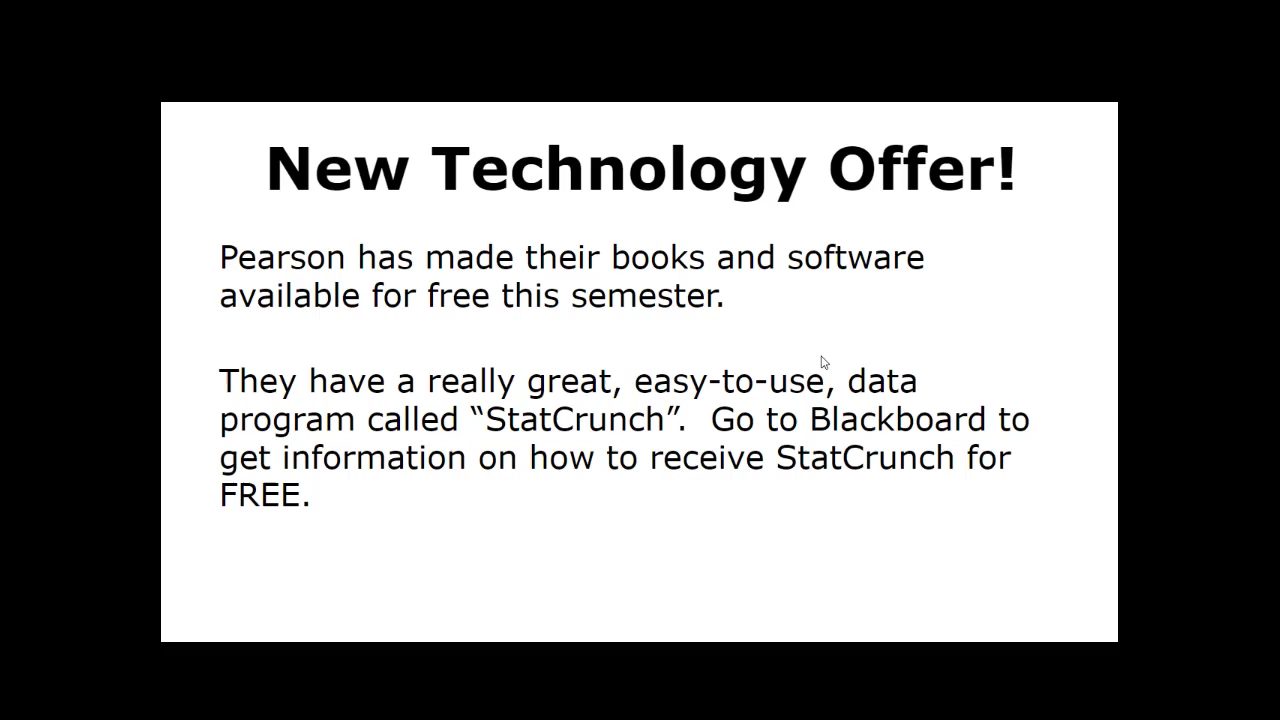 New Technology Offer!
Pearson has made their books and software
available for free this semester.
They have a really great, easy-to-use, data
program called “StatCrunch”.  Go to Blackboard to
get information on how to receive StatCrunch for
FREE.